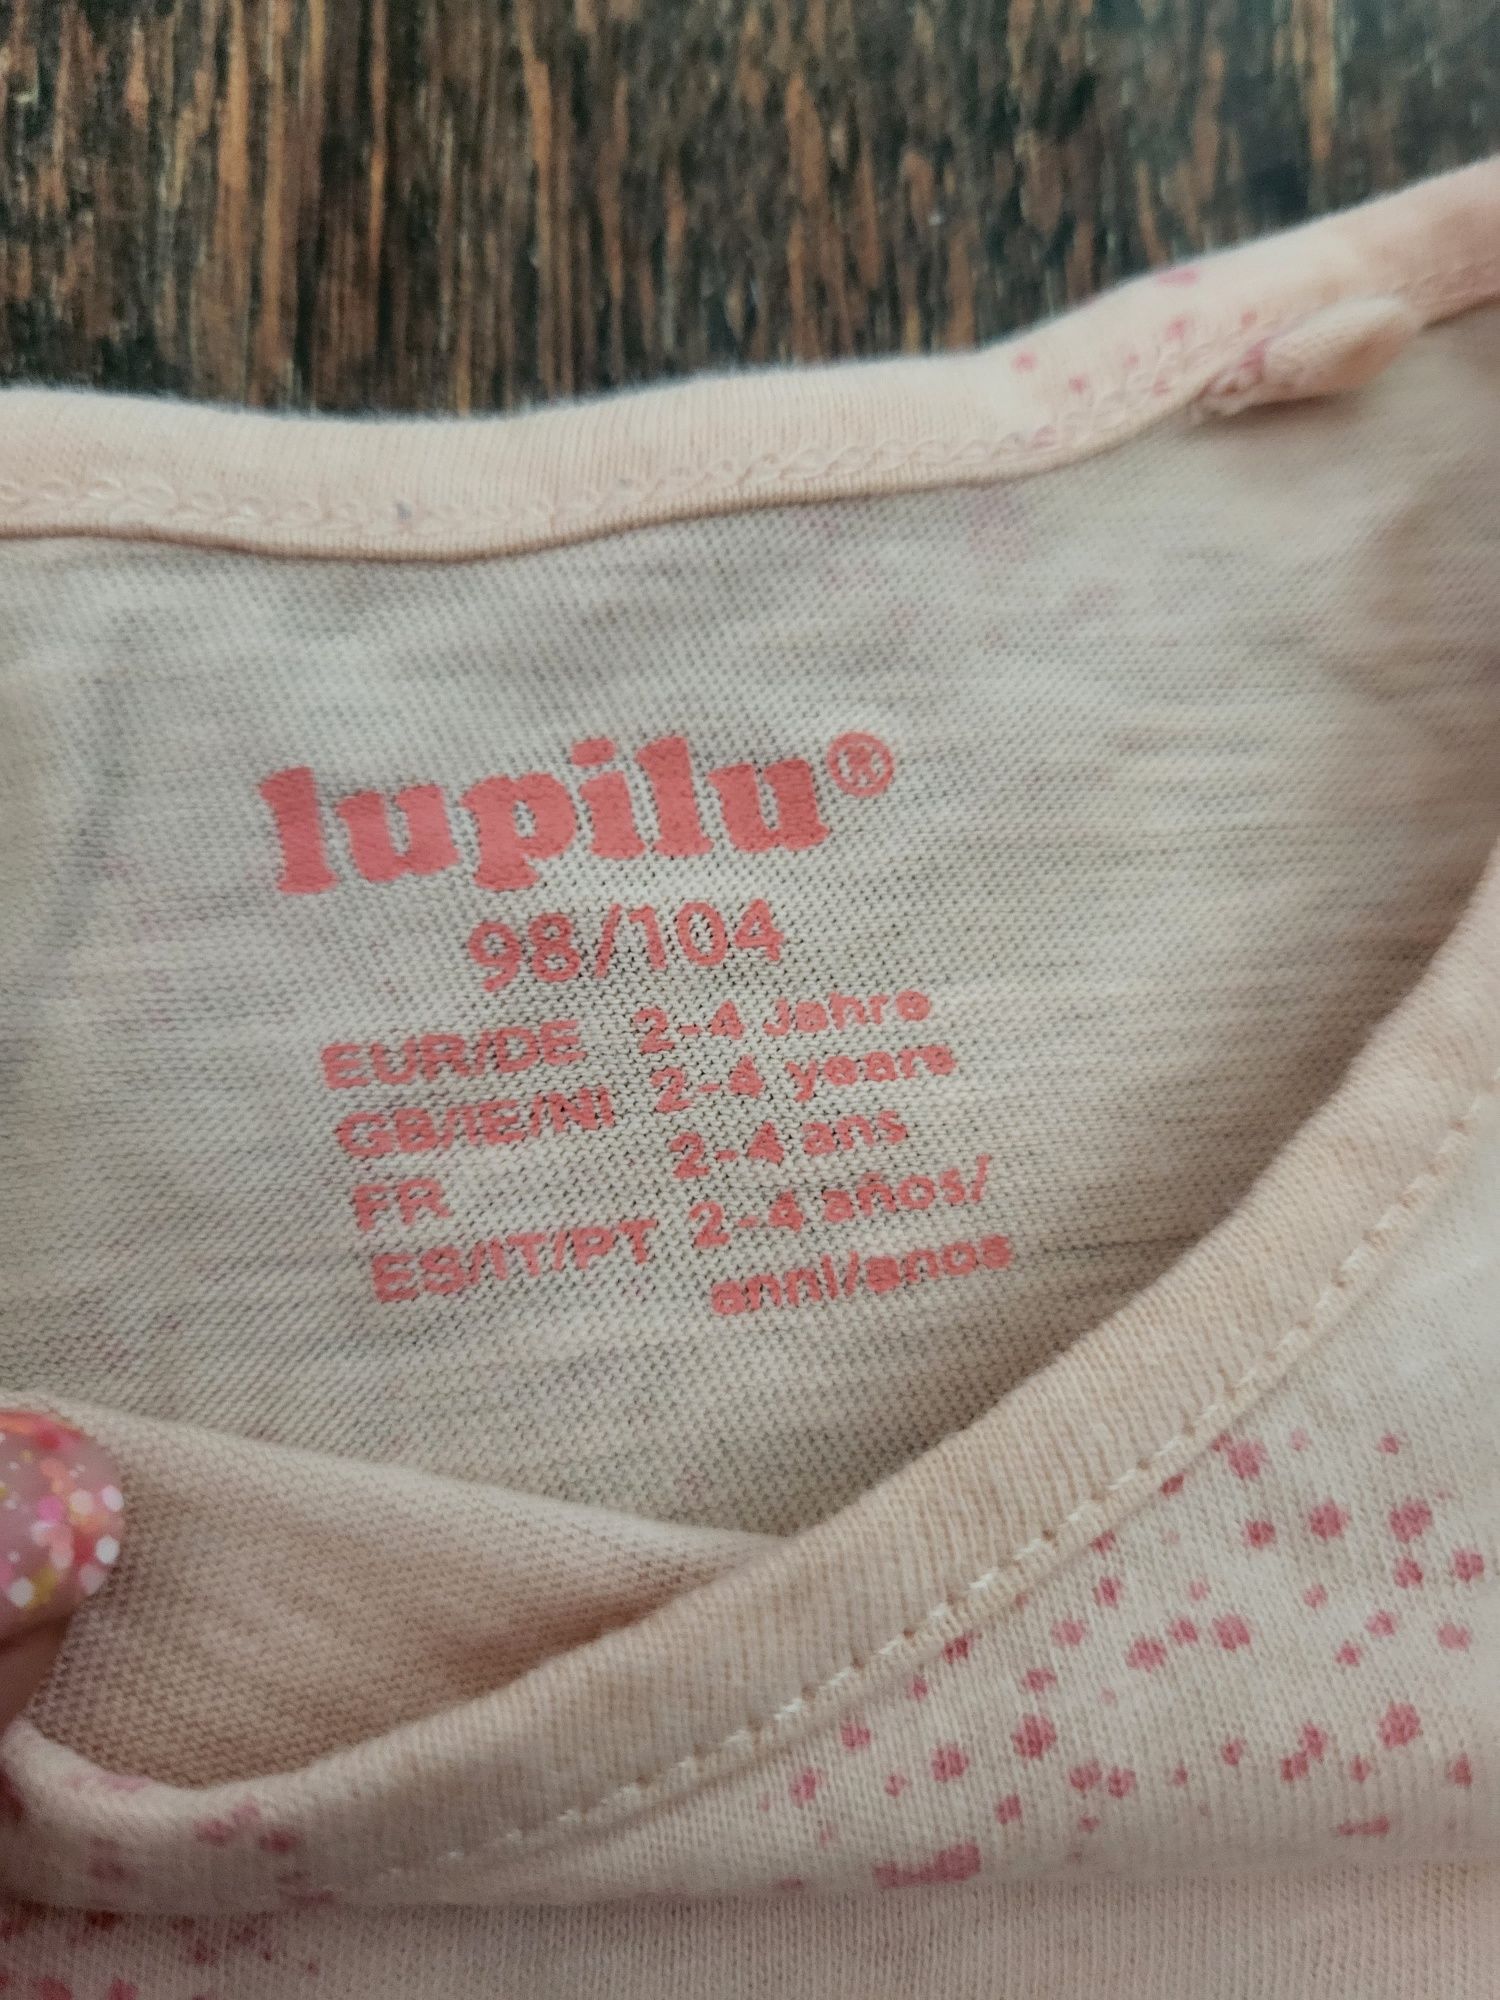 lupilu®
98/104
EUR/DE 2-4 Jahre
GB/IE/NI 2-4 years
FR 2-4 ans
ES/IT/PT 2-4 años/
anni/anos